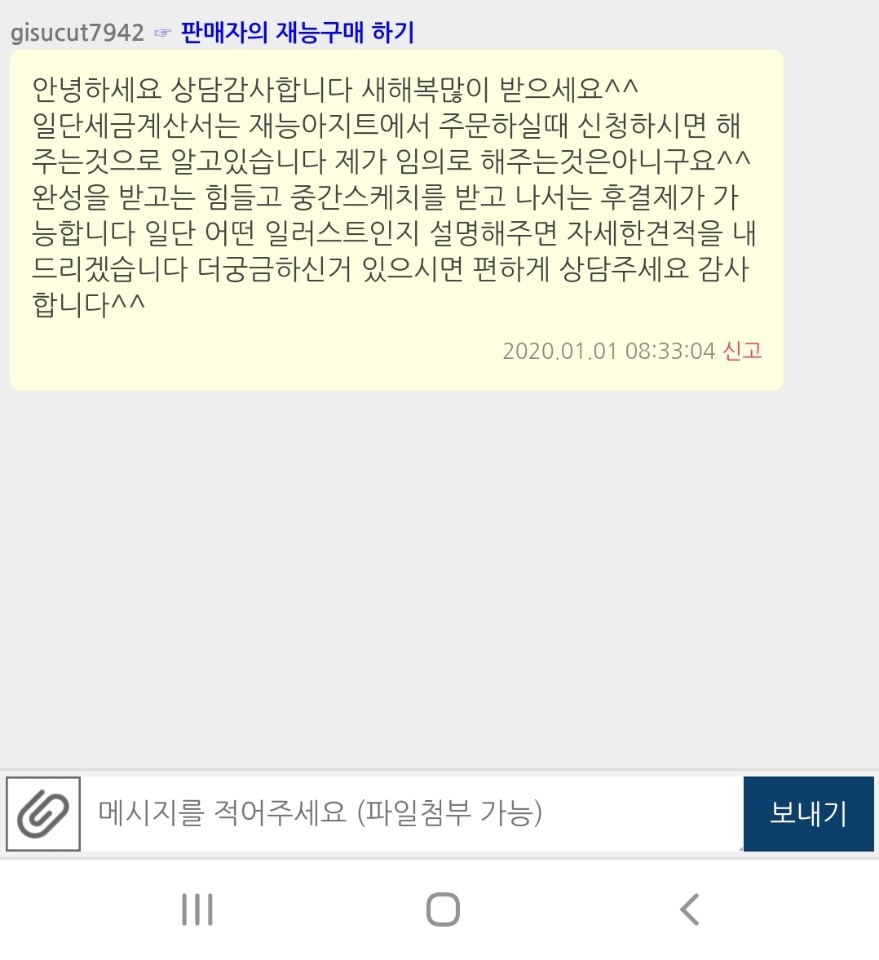 gisucut7942 ☞ 판매자의 재능구매 하기
안녕하세요 상담감사합니다 새해복많이 받으세요^^
일단세금계산서는 재능아지트에서 주문하실때 신청하시면 해
주는것으로 알고있습니다 제가 임의로 해주는것은아니구요^^
완성을 받고는 힘들고 중간스케치를 받고 나서는 후결제가 가
능합니다 일단 어떤 일러스트인지 설명해주면 자세한견적을 내
드리겠습니다 더궁금하신거 있으시면 편하게 상담주세요 감사
합니다^^
2020.01.01 08:33:04 신고
메시지를 적어주세요 (파일첨부 가능)
보내기